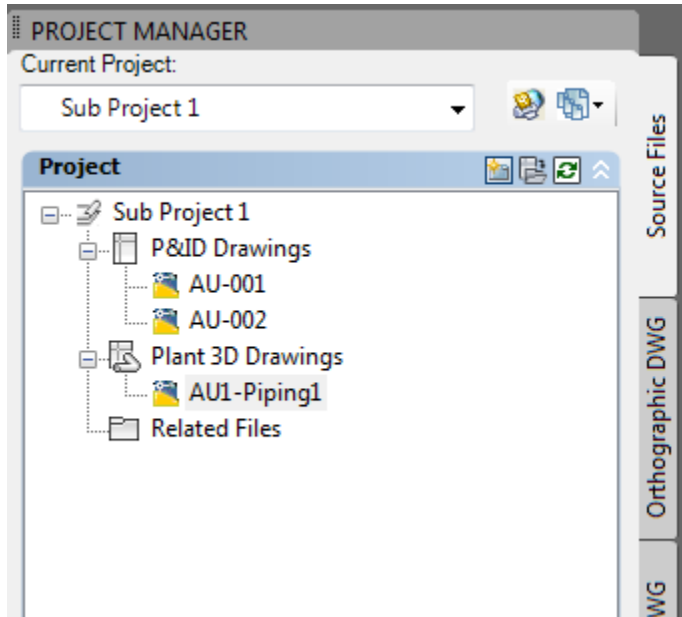 PROJECT MANAGER
Current Project:
Sub Project 1
Project
Sub Project 1
P&ID Drawings
AU-001
AU-002
Plant 3D Drawings
AU1-Piping1
Related Files
Source Files
Orthographic DWG
WG